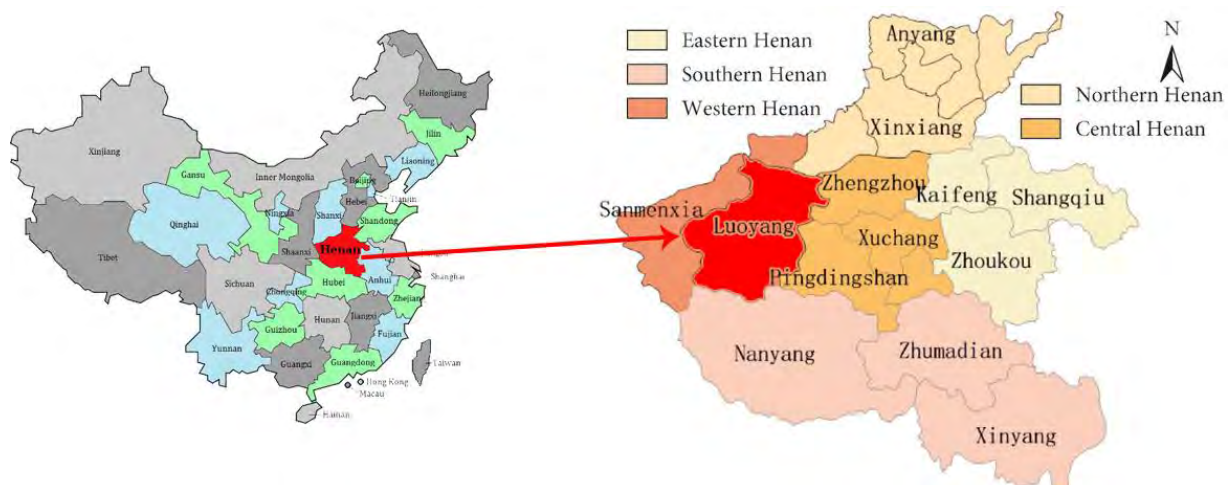 Heilongjiang
Jilin
Liaoning
Xinjiang
Gansu
Inner Mongolia
Beijing
Tianjin
Hebei
Ningxia
Shanxi
Shandong
Qinghai
Shaanxi
Henan
Tibet
Sichuan
Chongqing
Hubei
Anhui
Shanghai
Zhejiang
Hunan
Jiangxi
Guizhou
Fujian
Yunnan
Guangxi
Guangdong
Taiwan
Hong Kong
Macau
Hainan
Eastern Henan
Southern Henan
Western Henan
N
Northern Henan
Central Henan
Anyang
Xinxiang
Zhengzhou
Kaifeng
Shangqiu
Sanmenxia
Luoyang
Xuchang
Zhoukou
Pingdingshan
Nanyang
Zhumadian
Xinyang